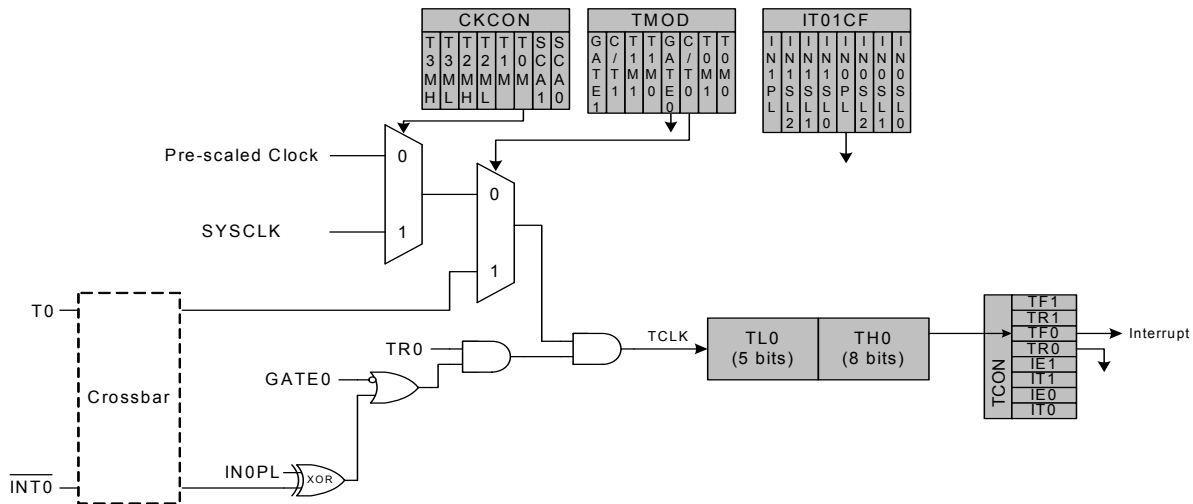 CKCON
T3MH
T3ML
T2MH
T2ML
T1M
T0M
SCA1
SCA0
TMOD
GATE1
C/T1
T1M1
T1M0
GATE0
C/T0
T0M1
T0M0
IT01CF
IN1PL
IN1SL2
IN1SL1
IN1SL0
IN0PL
IN0SL2
IN0SL1
IN0SL0
Pre-scaled Clock
0
SYSCLK
1
0
1
T0
Crossbar
INT0
TR0
GATE0
IN0PL
XOR
TCLK
TL0
(5 bits)
TH0
(8 bits)
TCON
TF1
TR1
TF0
TR0
IE1
IT1
IE0
IT0
Interrupt